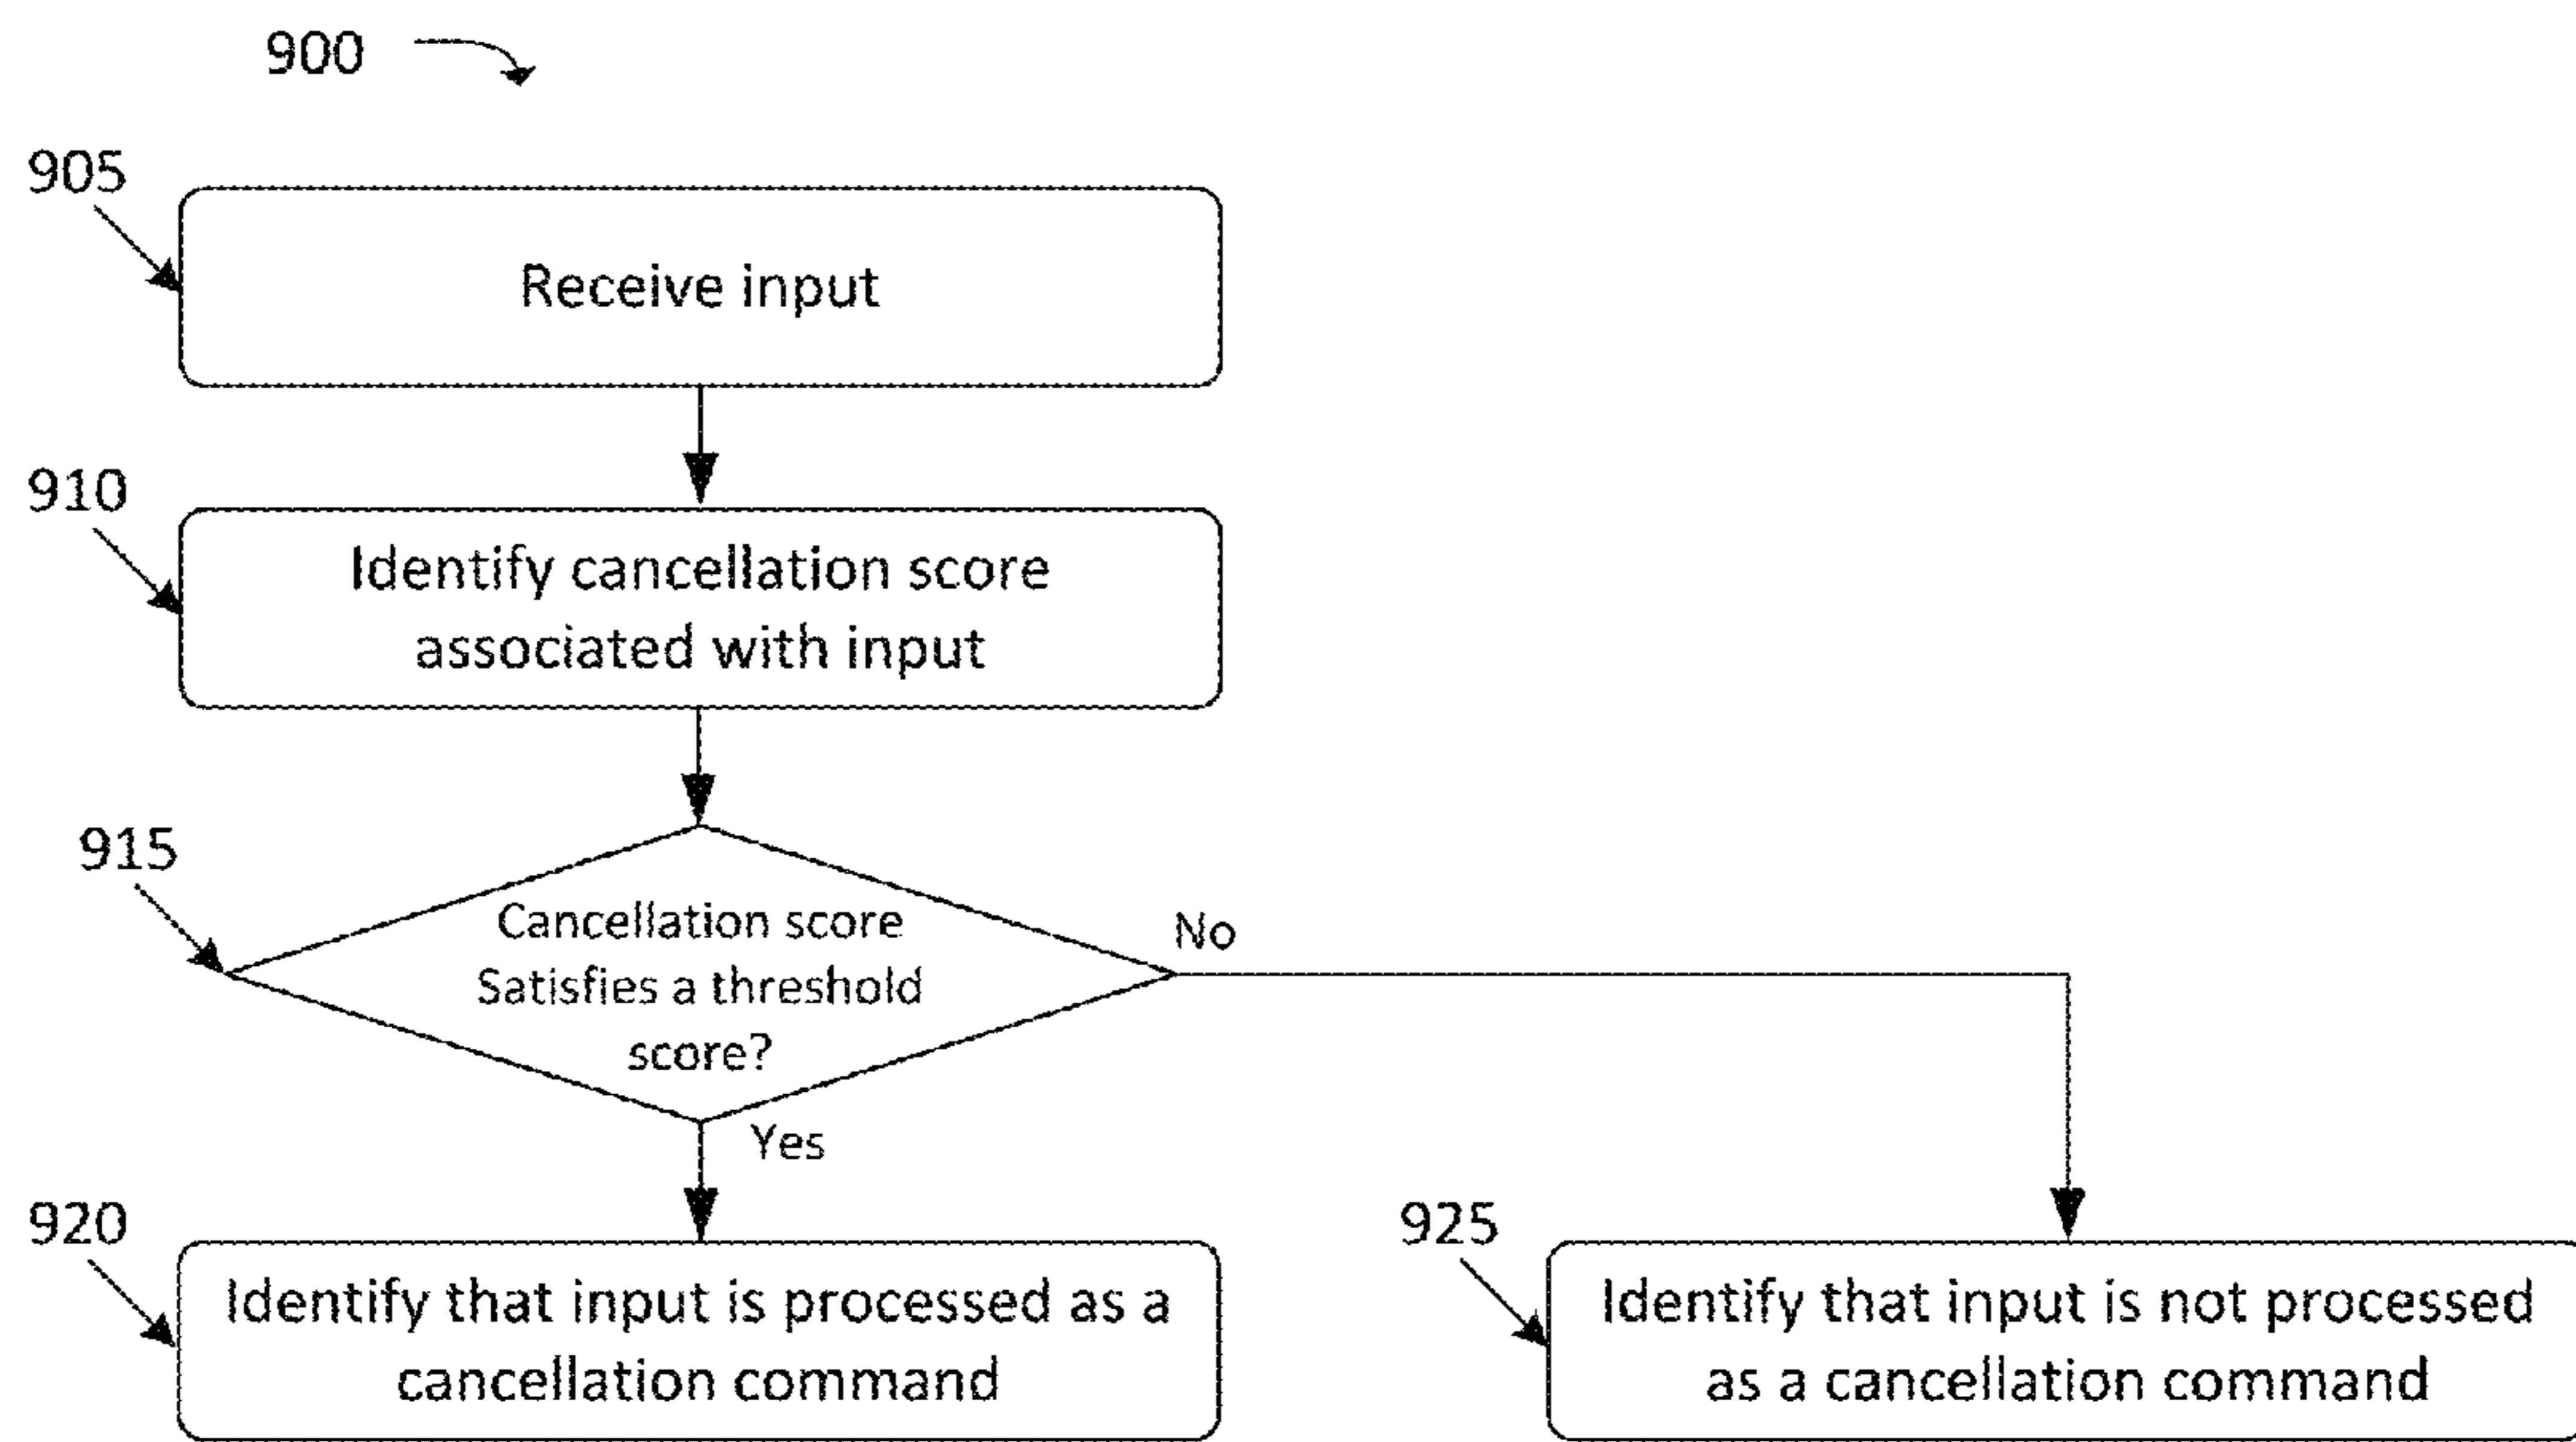 900
905
Receive input
910
Identify cancellation score
associated with input
915
Cancellation score
Satisfies a threshold
score?
No
Yes
920
Identify that input is processed as a
cancellation command
925
Identify that input is not processed
as a cancellation command